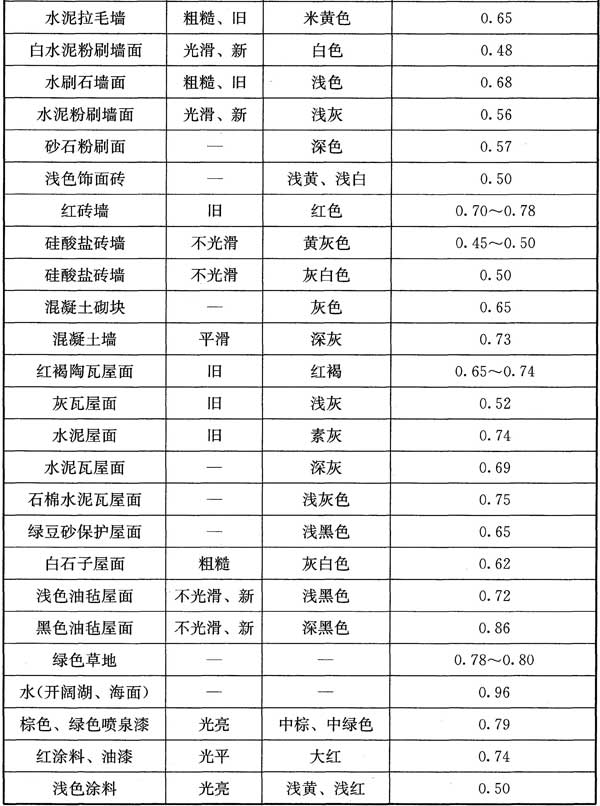 水泥拉毛墙 粗糙、旧 米黄色 0.65
白水泥粉刷墙面 光滑、新 白色 0.48
水刷石墙面 粗糙、旧 浅色 0.68
水泥粉刷墙面 光滑、新 浅灰 0.56
砂石粉刷面 — 深色 0.57
浅色饰面砖 — 浅黄、浅白 0.50
红砖墙 旧 红色 0.70～0.78
硅酸盐砖墙 不光滑 黄灰色 0.45～0.50
硅酸盐砖墙 不光滑 灰白色 0.50
混凝土砌块 — 灰色 0.65
混凝土墙 平滑 深灰 0.73
红褐陶瓦屋面 旧 红褐 0.65～0.74
灰瓦屋面 旧 浅灰 0.52
水泥屋面 旧 素灰 0.74
水泥瓦屋面 — 深灰 0.69
石棉水泥瓦屋面 — 浅灰色 0.75
绿豆砂保护屋面 — 浅黑色 0.65
白石子屋面 粗糙 灰白色 0.62
浅色油毡屋面 不光滑、新 浅黑色 0.72
黑色油毡屋面 不光滑、新 深黑色 0.86
绿色草地 — — 0.78～0.80
水(开阔湖、海面) — — 0.96
棕色、绿色喷泉漆 光亮 中棕、中绿色 0.79
红涂料、油漆 光平 大红 0.74
浅色涂料 光亮 浅黄、浅红 0.50